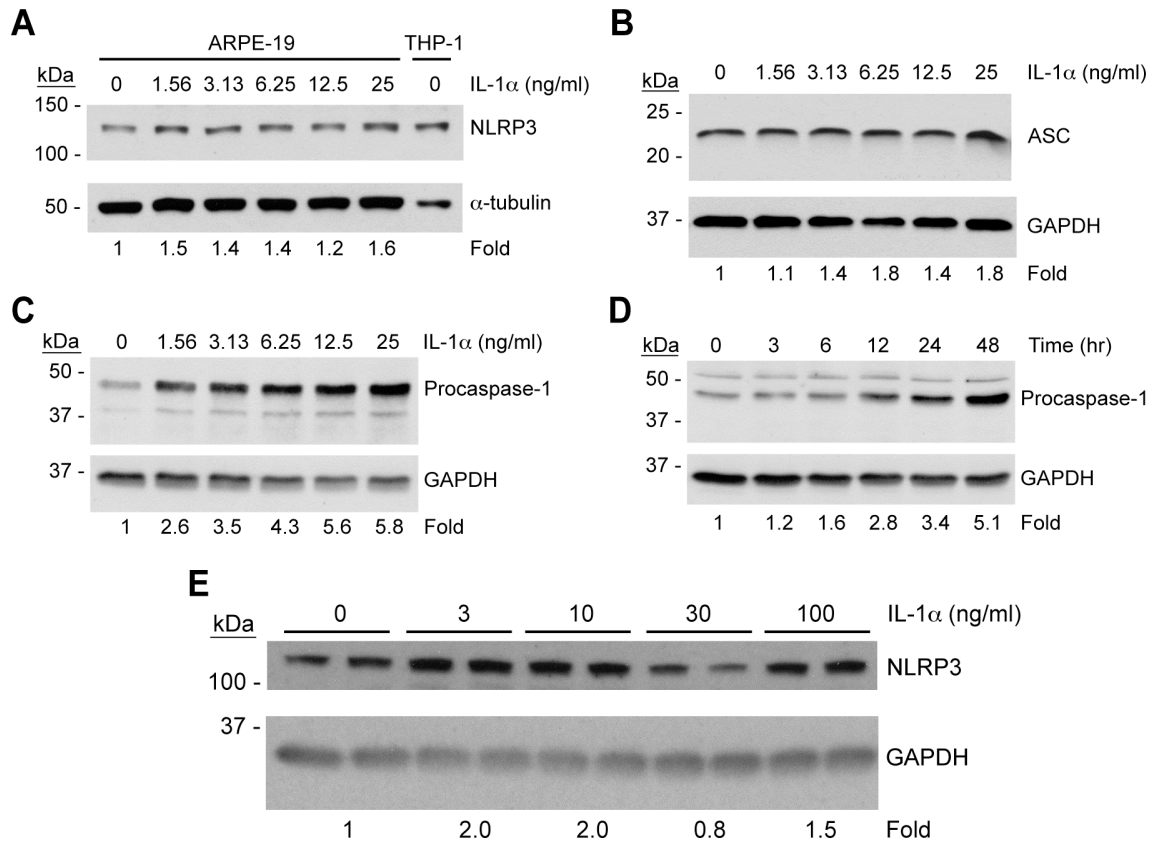 A
ARPE-19 THP-1
kDa 0 1.56 3.13 6.25 12.5 25 0 IL-1α (ng/ml)
150 -
NLRP3
100 -
50 - α-tubulin
1 1.5 1.4 1.4 1.2 1.6 Fold
B
kDa 0 1.56 3.13 6.25 12.5 25 IL-1α (ng/ml)
25 -
ASC
20 -
37 -
GAPDH
1 1.1 1.4 1.8 1.4 1.8 Fold
C
kDa 0 1.56 3.13 6.25 12.5 25 IL-1α (ng/ml)
50 -
Procaspase-1
37 -
37 -
GAPDH
1 2.6 3.5 4.3 5.6 5.8 Fold
D
kDa 0 3 6 12 24 48 Time (hr)
50 -
Procaspase-1
37 -
37 -
GAPDH
1 1.2 1.6 2.8 3.4 5.1 Fold
E
kDa 0 3 10 30 100 IL-1α (ng/ml)
NLRP3
100 -
37 -
GAPDH
1 2.0 2.0 0.8 1.5 Fold